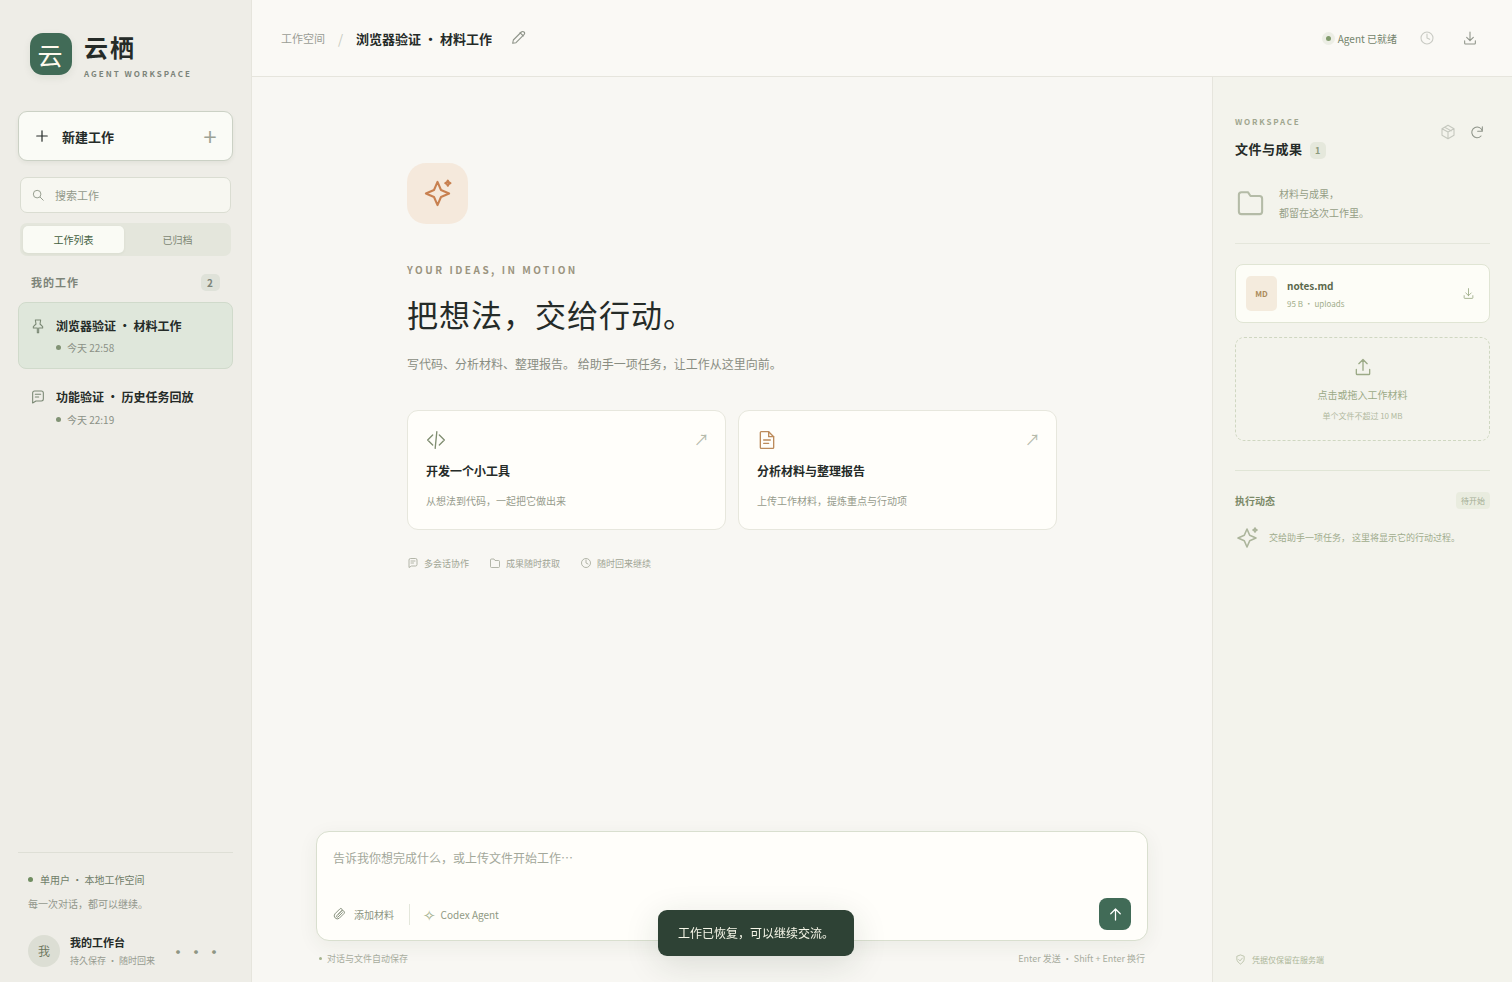 云
云栖
AGENT WORKSPACE
新建工作
搜索工作
工作列表
已归档
我的工作
2
浏览器验证 · 材料工作
今天 22:58
功能验证 · 历史任务回放
今天 22:19
单用户 · 本地工作空间
每一次对话，都可以继续。
我
我的工作台
持久保存 · 随时回来
工作空间 / 浏览器验证 · 材料工作
Agent 已就绪
YOUR IDEAS, IN MOTION
把想法，交给行动。
写代码、分析材料、整理报告。 给助手一项任务，让工作从这里向前。
开发一个小工具
从想法到代码，一起把它做出来
分析材料与整理报告
上传工作材料，提炼重点与行动项
多会话协作
成果随时获取
随时回来继续
告诉我你想完成什么，或上传文件开始工作…
添加材料
Codex Agent
工作已恢复，可以继续交流。
对话与文件自动保存
Enter 发送 · Shift + Enter 换行
WORKSPACE
文件与成果
1
材料与成果，
都留在这次工作里。
MD
notes.md
95 B · uploads
点击或拖入工作材料
单个文件不超过 10 MB
执行动态
待开始
交给助手一项任务， 这里将显示它的行动过程。
凭据仅保留在服务端